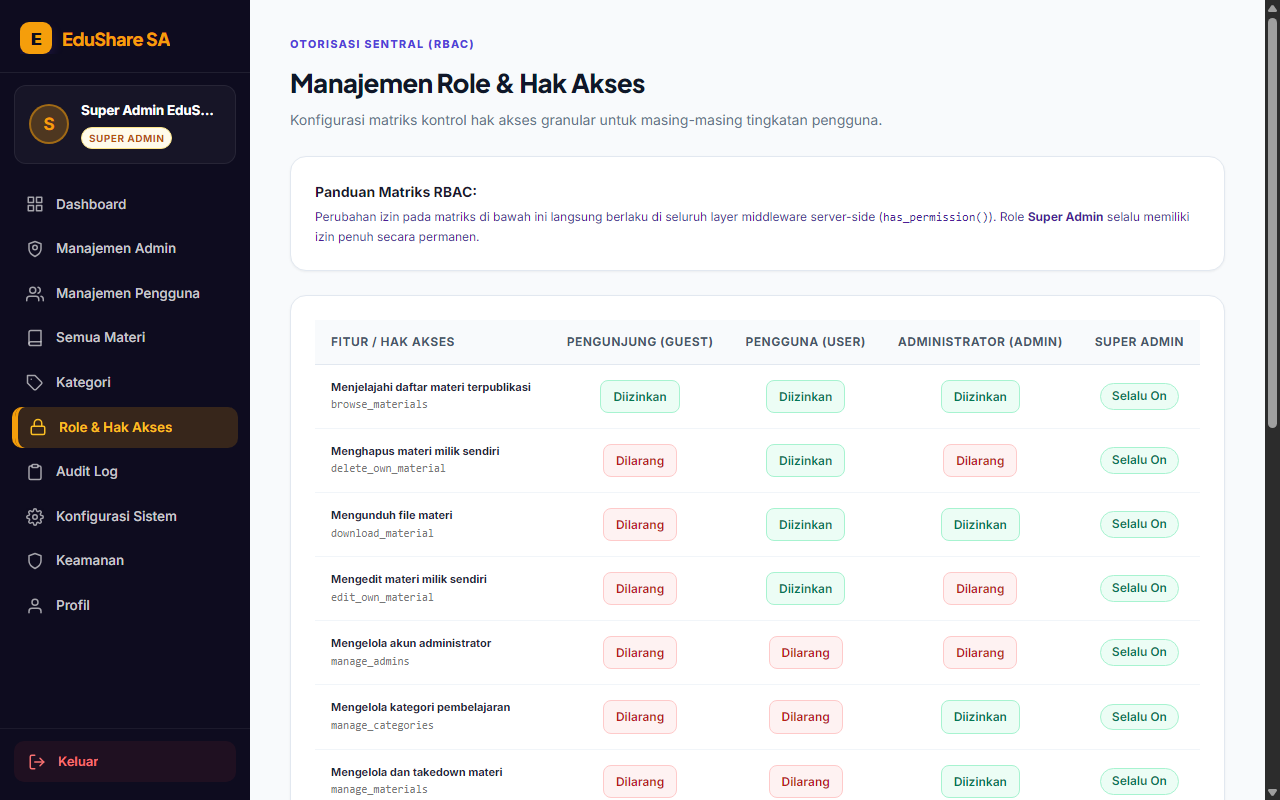 E
EduShare SA
S
Super Admin EduS...
SUPER ADMIN
Dashboard
Manajemen Admin
Manajemen Pengguna
Semua Materi
Kategori
Role & Hak Akses
Audit Log
Konfigurasi Sistem
Keamanan
Profil
Keluar
OTORISASI SENTRAL (RBAC)
Manajemen Role & Hak Akses
Konfigurasi matriks kontrol hak akses granular untuk masing-masing tingkatan pengguna.
Panduan Matriks RBAC:
Perubahan izin pada matriks di bawah ini langsung berlaku di seluruh layer middleware server-side (has_permission()). Role Super Admin selalu memiliki
izin penuh secara permanen.
FITUR / HAK AKSES PENGUNJUNG (GUEST) PENGGUNA (USER) ADMINISTRATOR (ADMIN) SUPER ADMIN
Menjelajahi daftar materi terpublikasi
browse_materials
Diizinkan Diizinkan Diizinkan Selalu On
Menghapus materi milik sendiri
delete_own_material
Dilarang Diizinkan Dilarang Selalu On
Mengunduh file materi
download_material
Dilarang Diizinkan Diizinkan Selalu On
Mengedit materi milik sendiri
edit_own_material
Dilarang Diizinkan Dilarang Selalu On
Mengelola akun administrator
manage_admins
Dilarang Dilarang Dilarang Selalu On
Mengelola kategori pembelajaran
manage_categories
Dilarang Dilarang Diizinkan Selalu On
Mengelola dan takedown materi
manage_materials
Dilarang Dilarang Diizinkan Selalu On